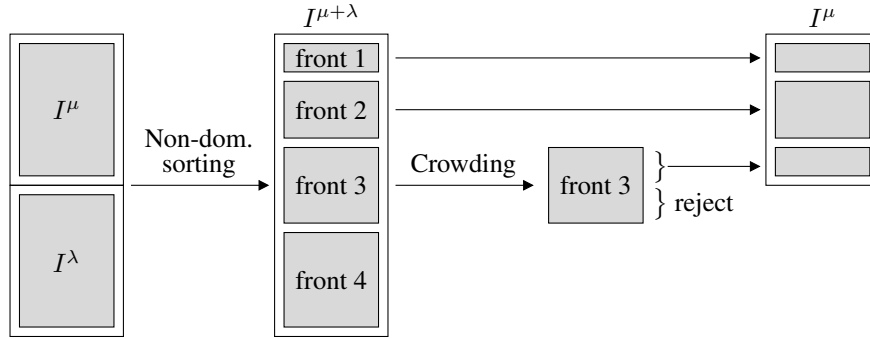 I^{μ+λ}
I^μ
front 1
I^μ
front 2
Non-dom.
sorting
front 3
Crowding
front 3
}
}
reject
I^λ
front 4